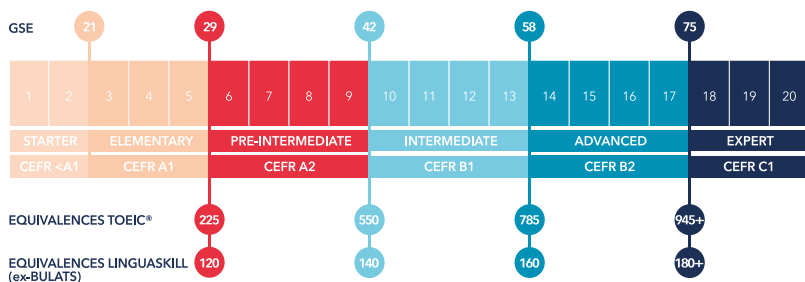 GSE 21 29 42 58 75
1 2 3 4 5 6 7 8 9 10 11 12 13 14 15 16 17 18 19 20
STARTER ELEMENTARY PRE-INTERMEDIATE INTERMEDIATE ADVANCED EXPERT
CEFR <A1 CEFR A1 CEFR A2 CEFR B1 CEFR B2 CEFR C1
EQUIVALENCES TOEIC® 225 550 785 945+
EQUIVALENCES LINGUASKILL 120 140 160 180+
(ex-BULATS)